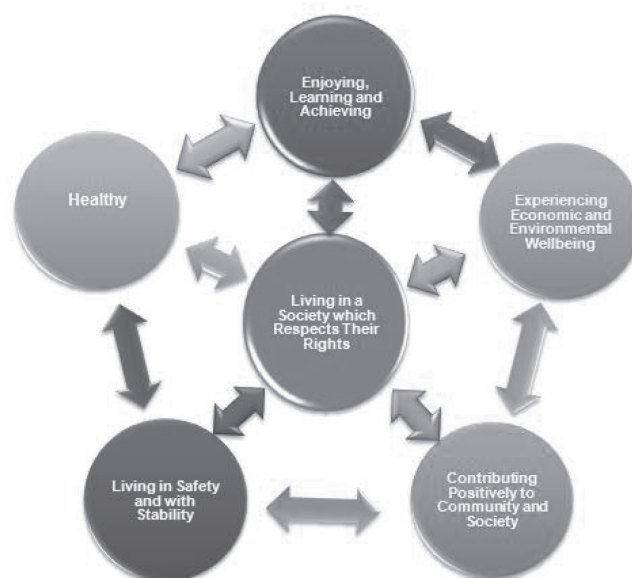 Enjoying,
Learning and
Achieving
Healthy
Experiencing
Economic and
Environmental
Wellbeing
Living in a
Society which
Respects Their
Rights
Living in Safety
and with
Stability
Contributing
Positively to
Community and
Society